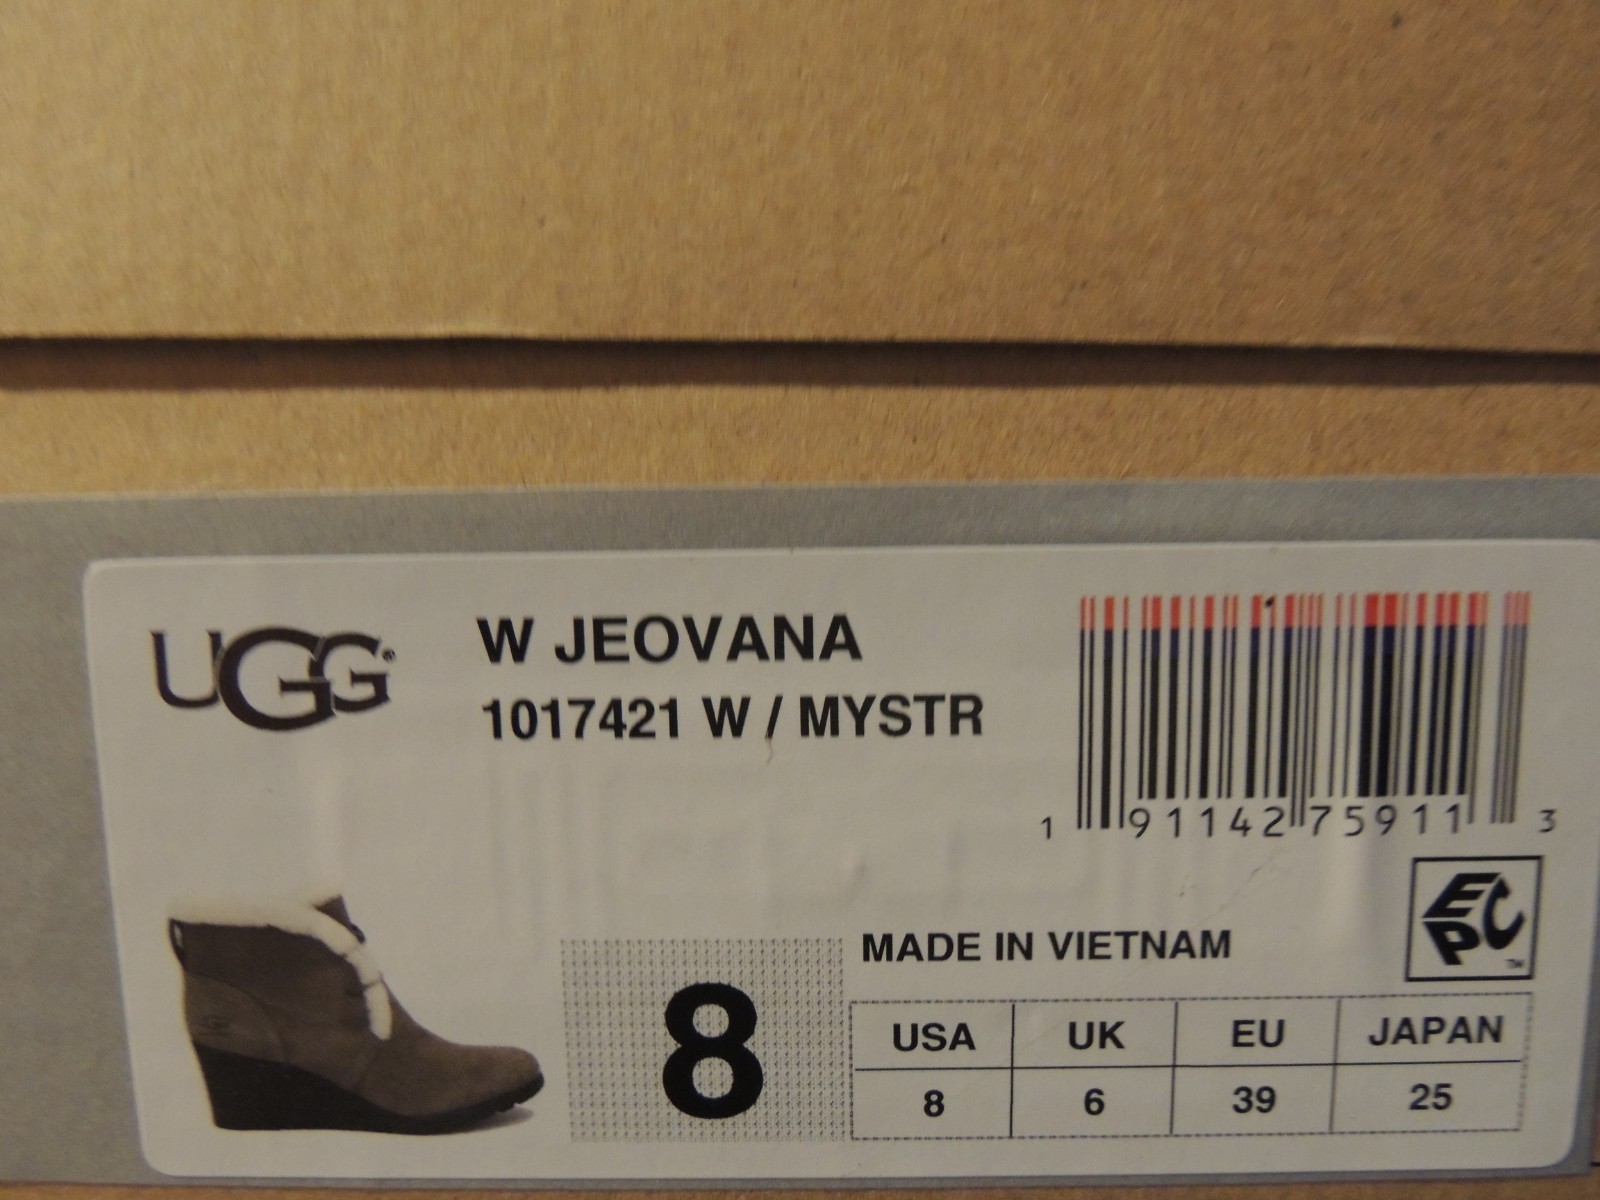 UGG®
W JEOVANA
1017421 W / MYSTR
1 91142 75911 3
EPC™
8
MADE IN VIETNAM
USA UK EU JAPAN
8 6 39 25